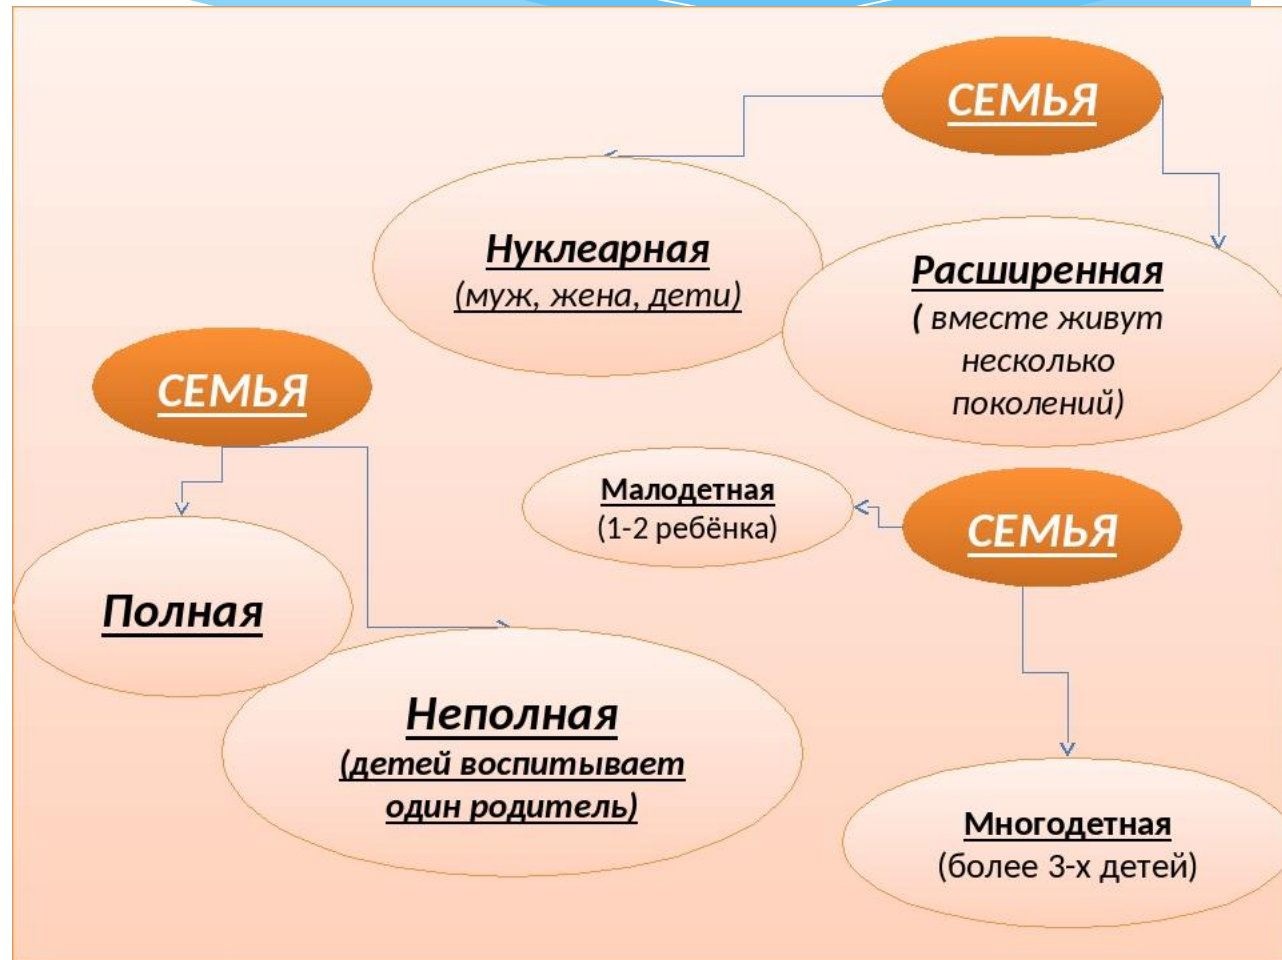 СЕМЬЯ
Нуклеарная
(муж, жена, дети)
Расширенная
( вместе живут
несколько
поколений)
СЕМЬЯ
Полная
Неполная
(детей воспитывает
один родитель)
СЕМЬЯ
Малодетная
(1-2 ребёнка)
Многодетная
(более 3-х детей)